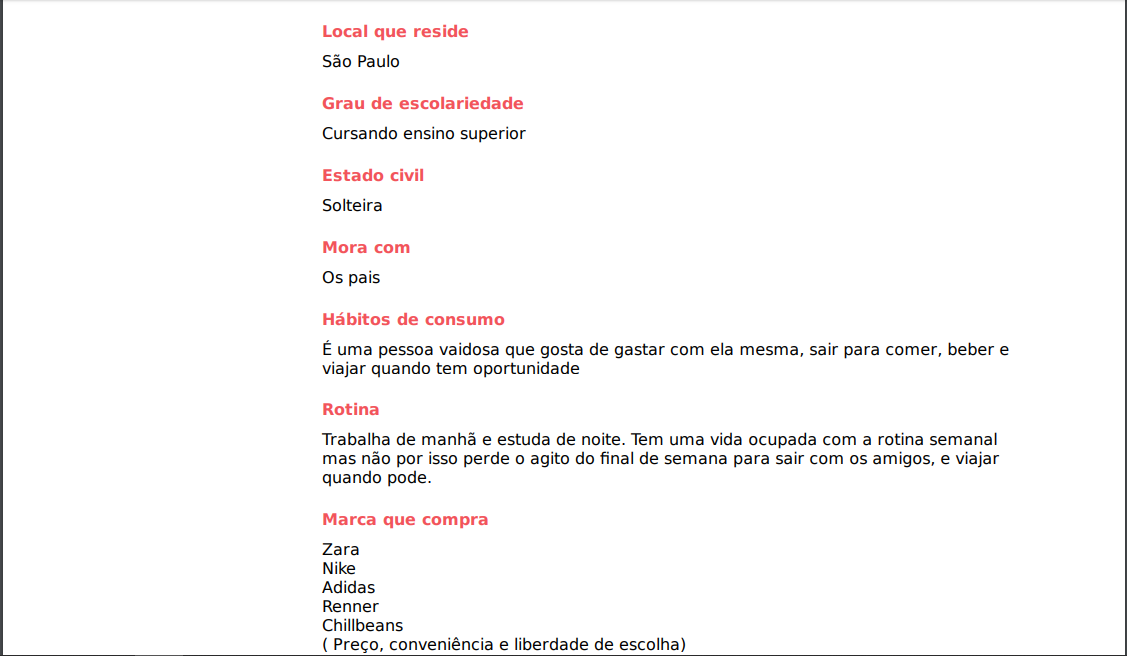 Local que reside
São Paulo
Grau de escolariedade
Cursando ensino superior
Estado civil
Solteira
Mora com
Os pais
Hábitos de consumo
É uma pessoa vaidosa que gosta de gastar com ela mesma, sair para comer, beber e
viajar quando tem oportunidade
Rotina
Trabalha de manhã e estuda de noite. Tem uma vida ocupada com a rotina semanal
mas não por isso perde o agito do final de semana para sair com os amigos, e viajar
quando pode.
Marca que compra
Zara
Nike
Adidas
Renner
Chillbeans
( Preço, conveniência e liberdade de escolha)